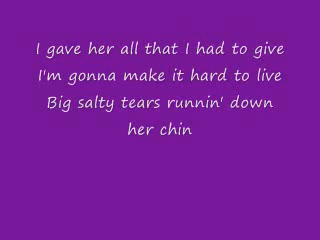 I gave her all that I had to give
I'm gonna make it hard to live
Big salty tears runnin' down
her chin